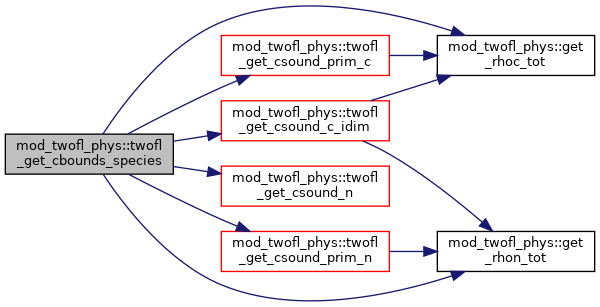 mod_twofl_phys::twofl
_get_cbounds_species
mod_twofl_phys::twofl
_get_csound_prim_c
mod_twofl_phys::twofl
_get_csound_c_idim
mod_twofl_phys::twofl
_get_csound_n
mod_twofl_phys::twofl
_get_csound_prim_n
mod_twofl_phys::get
_rhoc_tot
mod_twofl_phys::get
_rhon_tot